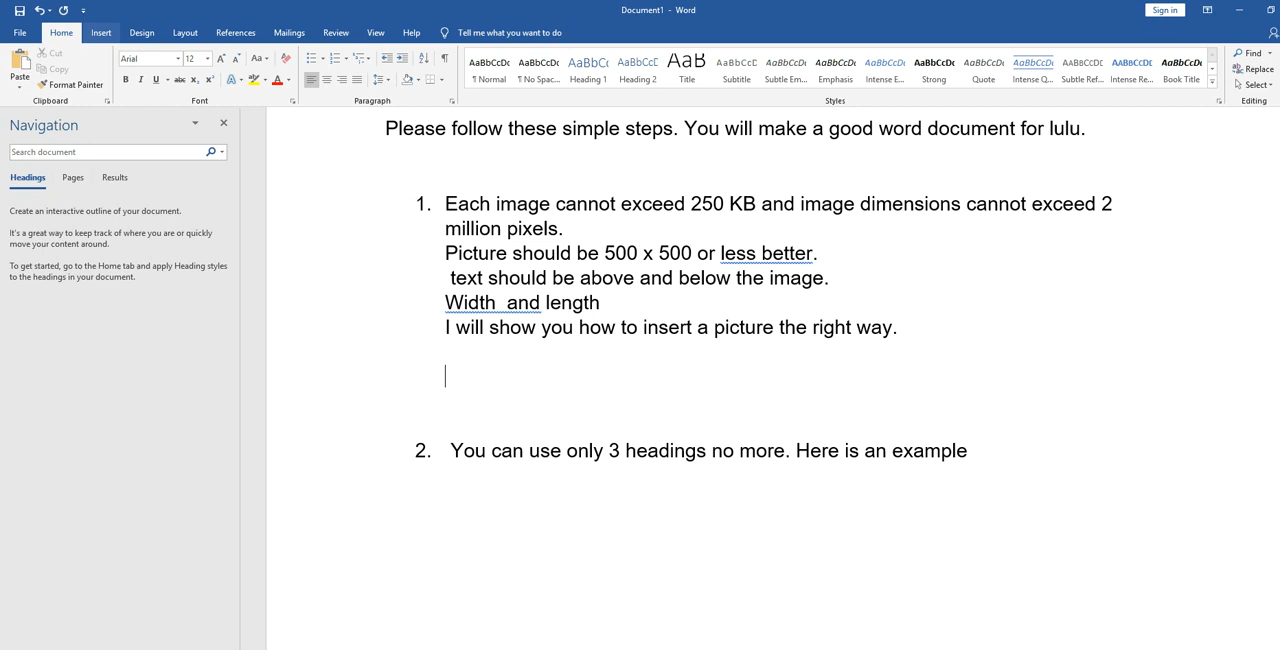 Document1 - Word
Sign in
File Home Insert Design Layout References Mailings Review View Help Tell me what you want to do
Paste
Cut
Copy
Format Painter
Clipboard
Arial 12
Font
Paragraph
AaBbCcDc AaBbCcDc AaBbCc AaBbCcD AaB AaBbCcD AaBbCcDc AaBbCcDc AaBbCcDc AaBbCcDc AaBbCcDc AaBbCcDc AaBbCcDc AaBbCcDc AaBbCcDc
¶ Normal ¶ No Spac... Heading 1 Heading 2 Title Subtitle Subtle Em... Emphasis Intense E... Strong Quote Intense Q... Subtle Ref... Intense Re... Book Title
Styles
Find
Replace
Select
Editing
Navigation
Search document
Headings Pages Results
Create an interactive outline of your document.
It's a great way to keep track of where you are or quickly
move your content around.
To get started, go to the Home tab and apply Heading styles
to the headings in your document.
Please follow these simple steps. You will make a good word document for lulu.
1. Each image cannot exceed 250 KB and image dimensions cannot exceed 2
million pixels.
Picture should be 500 x 500 or less better.
text should be above and below the image.
Width and length
I will show you how to insert a picture the right way.
2. You can use only 3 headings no more. Here is an example